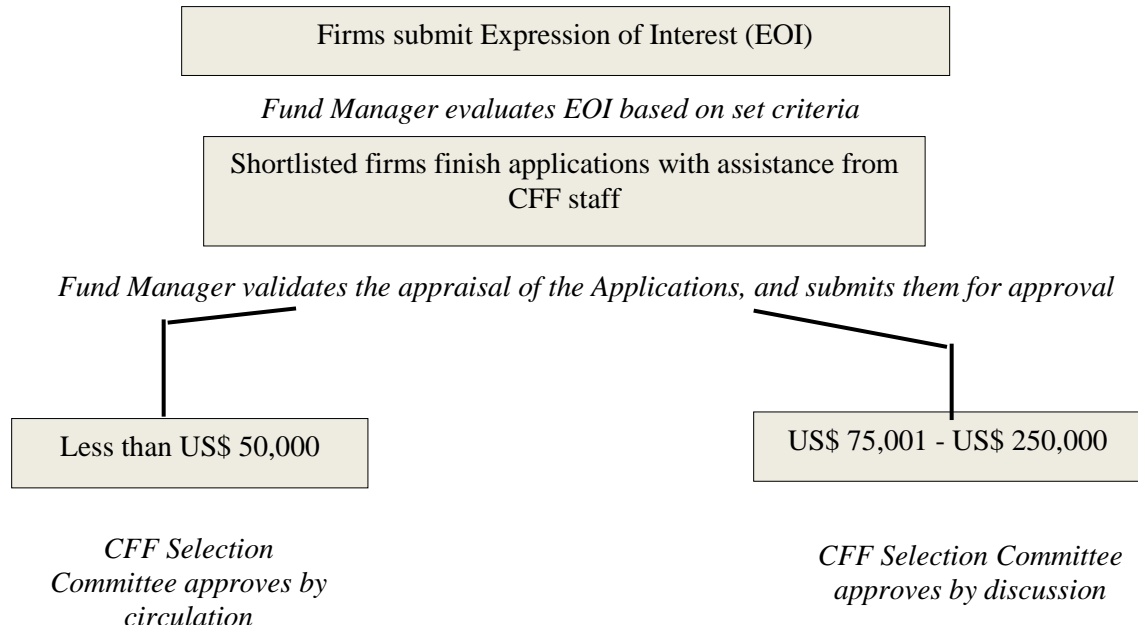 Firms submit Expression of Interest (EOI)
Fund Manager evaluates EOI based on set criteria
Shortlisted firms finish applications with assistance from
CFF staff
Fund Manager validates the appraisal of the Applications, and submits them for approval
Less than US$ 50,000
US$ 75,001 - US$ 250,000
CFF Selection
Committee approves by
circulation
CFF Selection Committee
approves by discussion